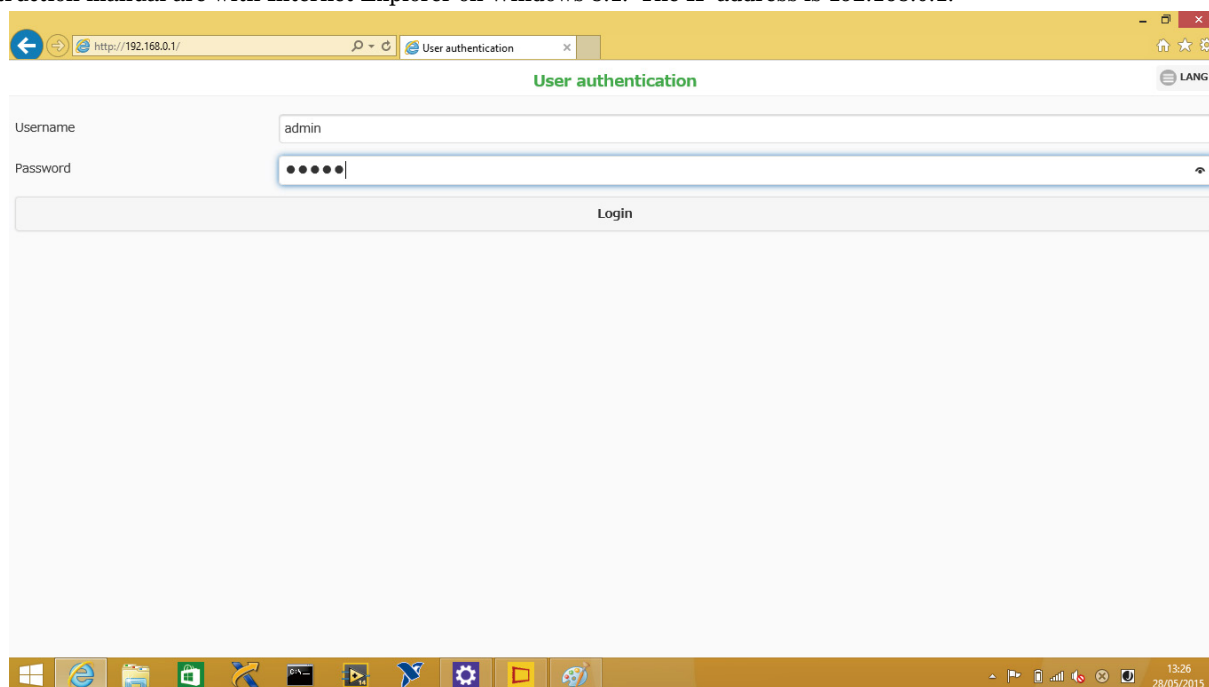 http://192.168.0.1/
User authentication
User authentication
LANG
Username
admin
Password
Login
13:26
28/05/2015